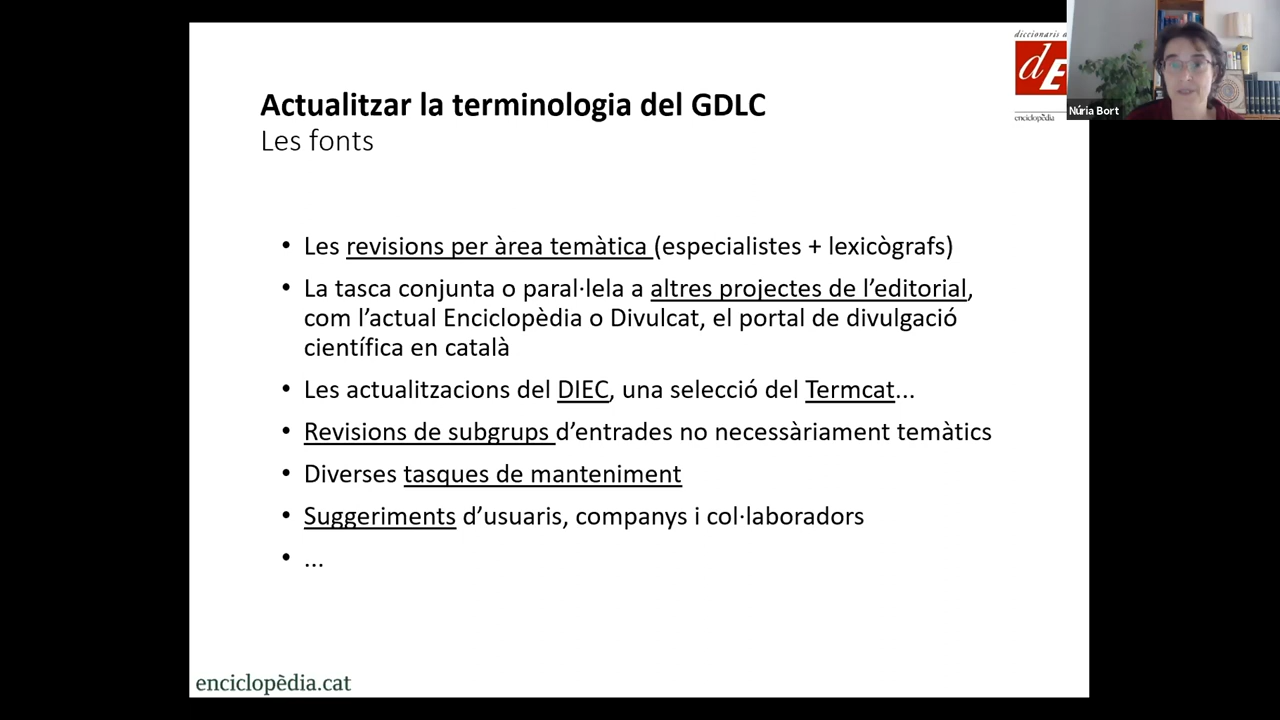 Actualitzar la terminologia del GDLC
Les fonts
• Les revisions per àrea temàtica (especialistes + lexicògrafs)
• La tasca conjunta o paral·lela a altres projectes de l’editorial,
com l’actual Enciclopèdia o Divulcat, el portal de divulgació
científica en català
• Les actualitzacions del DIEC, una selecció del Termcat...
• Revisions de subgrups d’entrades no necessàriament temàtics
• Diverses tasques de manteniment
• Suggeriments d’usuaris, companys i col·laboradors
• ...
enciclopèdia.cat
diccionaris d
dE
enciclopèdia
Núria Bort